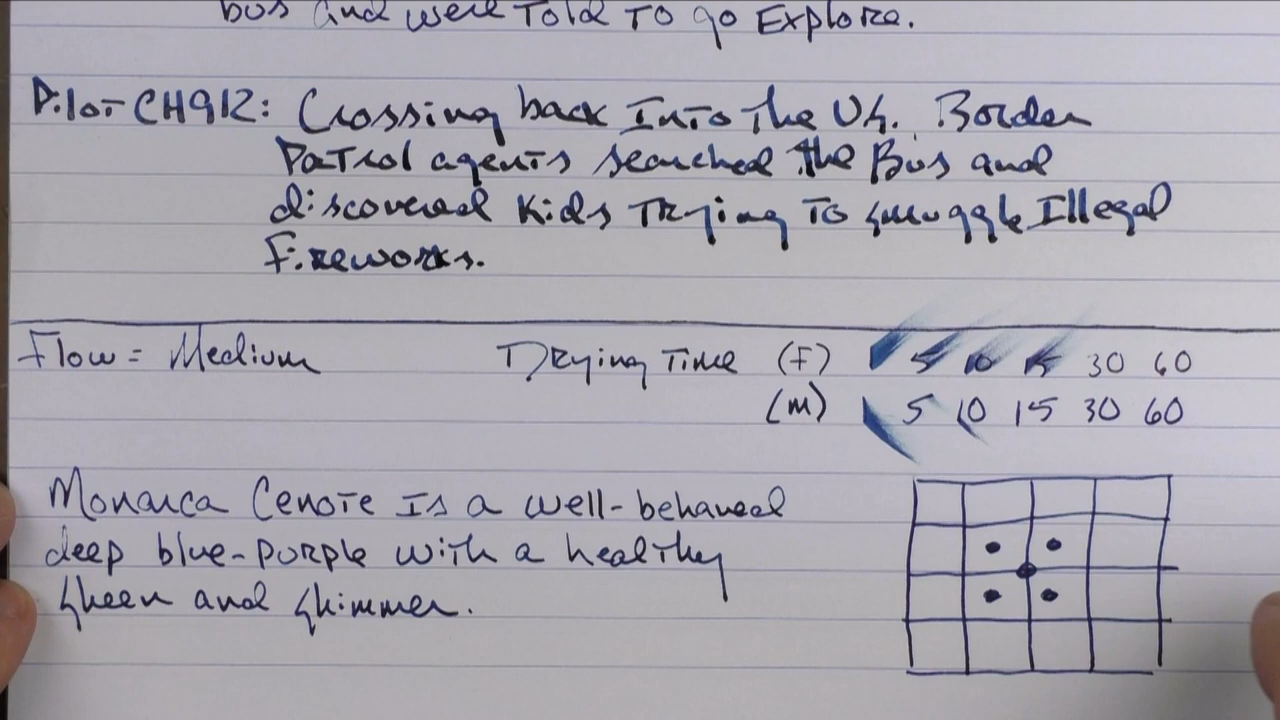 bus and were Told To go Explore.
Pilot CH912: Crossing back Into The U.S. Border
Patrol agents searched the Bus and
discovered Kids Trying To smuggle Illegal
Fireworks.
Flow = Medium Drying Time (F) 5 10 15 30 60
(M) 5 10 15 30 60
Monarca Cenote Is a well-behaved
deep blue-purple with a healthy
sheen and shimmer.